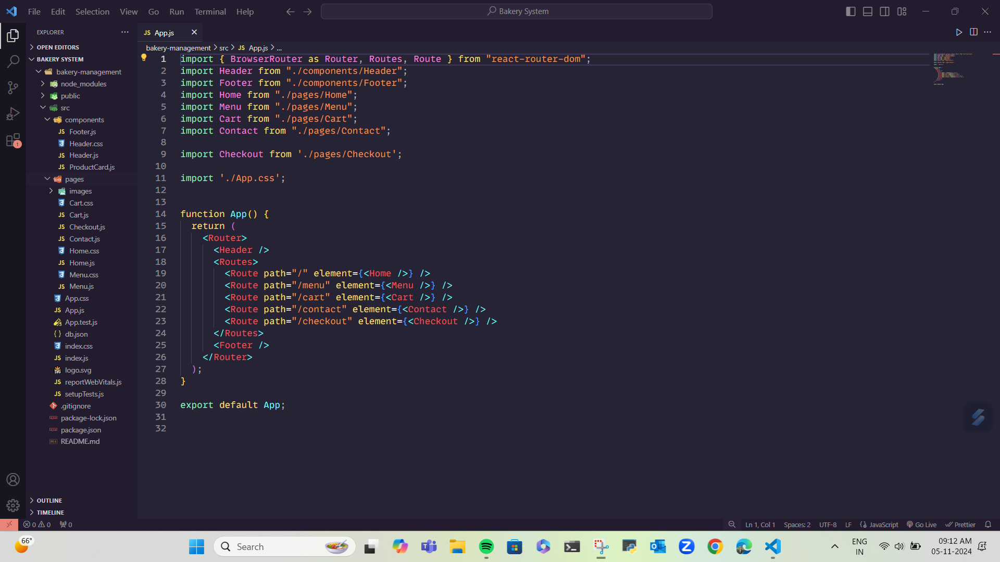 File Edit Selection View Go Run Terminal Help
Bakery System
EXPLORER
OPEN EDITORS
BAKERY SYSTEM
bakery-management
node_modules
public
src
components
Footer.js
Header.css
Header.js
ProductCard.js
pages
images
Cart.css
Cart.js
Checkout.js
Contact.js
Home.css
Home.js
Menu.css
Menu.js
App.css
App.js
App.test.js
db.json
index.css
index.js
logo.svg
reportWebVitals.js
setupTests.js
.gitignore
package-lock.json
package.json
README.md
OUTLINE
TIMELINE
1
JS App.js
bakery-management > src > JS App.js > ...
1 import { BrowserRouter as Router, Routes, Route } from "react-router-dom";
2 import Header from "./components/Header";
3 import Footer from "./components/Footer";
4 import Home from "./pages/Home";
5 import Menu from "./pages/Menu";
6 import Cart from "./pages/Cart";
7 import Contact from "./pages/Contact";
8
9 import Checkout from './pages/Checkout';
10
11 import './App.css';
12
13
14 function App() {
15   return (
16     <Router>
17       <Header />
18       <Routes>
19         <Route path="/" element={<Home />} />
20         <Route path="/menu" element={<Menu />} />
21         <Route path="/cart" element={<Cart />} />
22         <Route path="/contact" element={<Contact />} />
23         <Route path="/checkout" element={<Checkout />} />
24       </Routes>
25       <Footer />
26     </Router>
27   );
28 }
29
30 export default App;
31
32
0 0 0
Ln 1, Col 1 Spaces: 2 UTF-8 LF {} JavaScript Go Live Prettier
66°
Search
ENG
IN
09:12 AM
05-11-2024